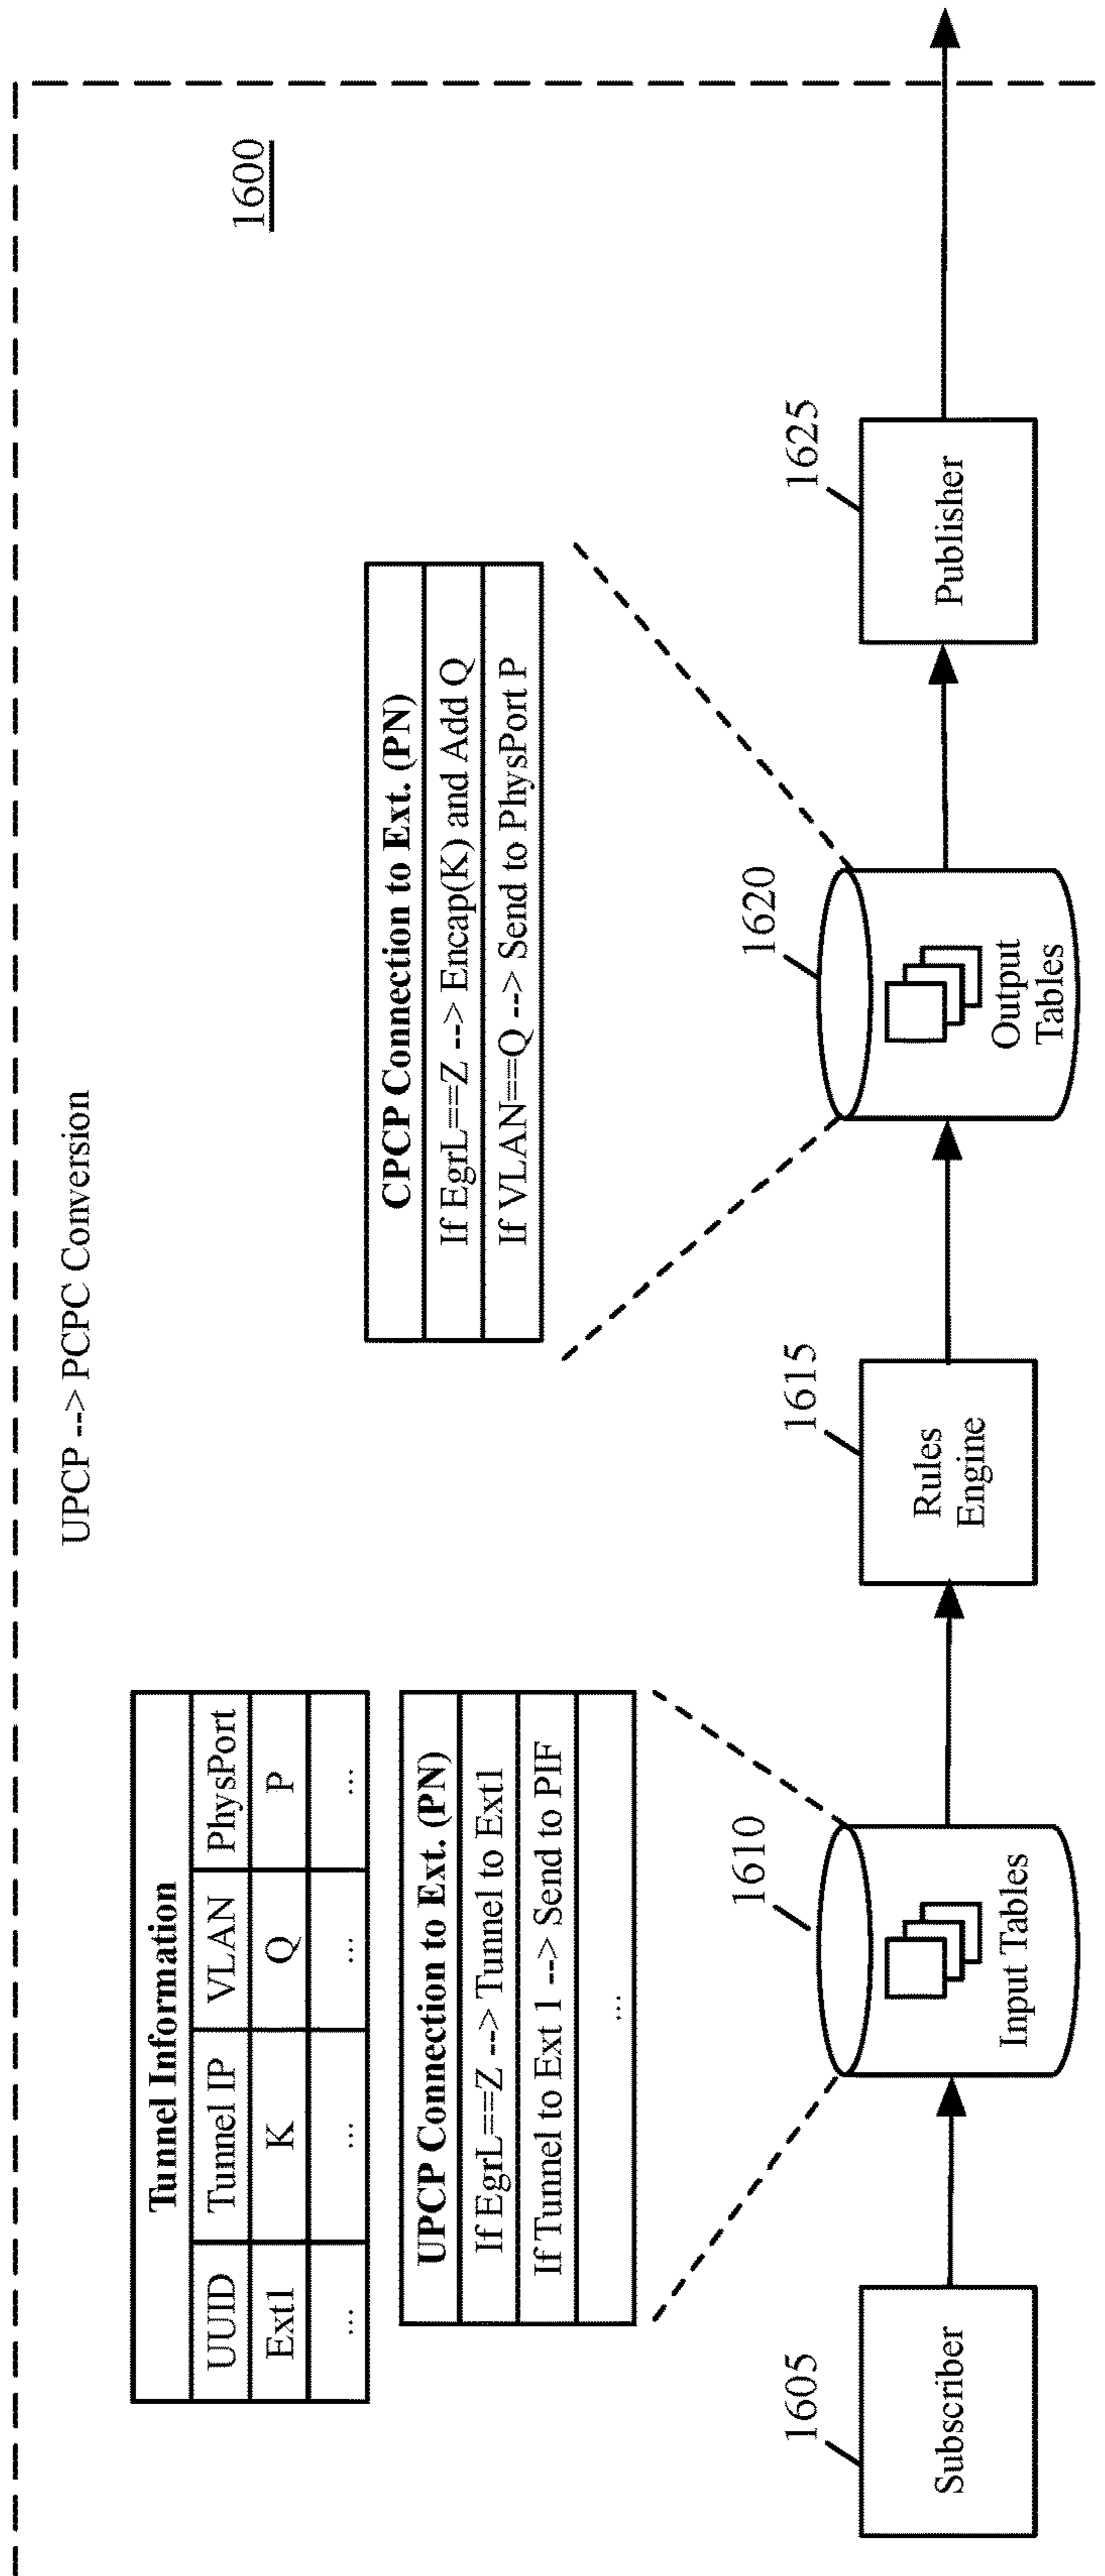 UPCP --> PCPC Conversion
1600
Tunnel Information
UUID Tunnel IP VLAN PhysPort
Ext1 K Q P
... ... ... ...
UPCP Connection to Ext. (PN)
If EgrL==Z --> Tunnel to Ext1
If Tunnel to Ext 1 --> Send to PIF
...
CPCP Connection to Ext. (PN)
If EgrL==Z --> Encap(K) and Add Q
If VLAN==Q --> Send to PhysPort P
1605
Subscriber
1610
Input Tables
1615
Rules
Engine
1620
Output
Tables
1625
Publisher